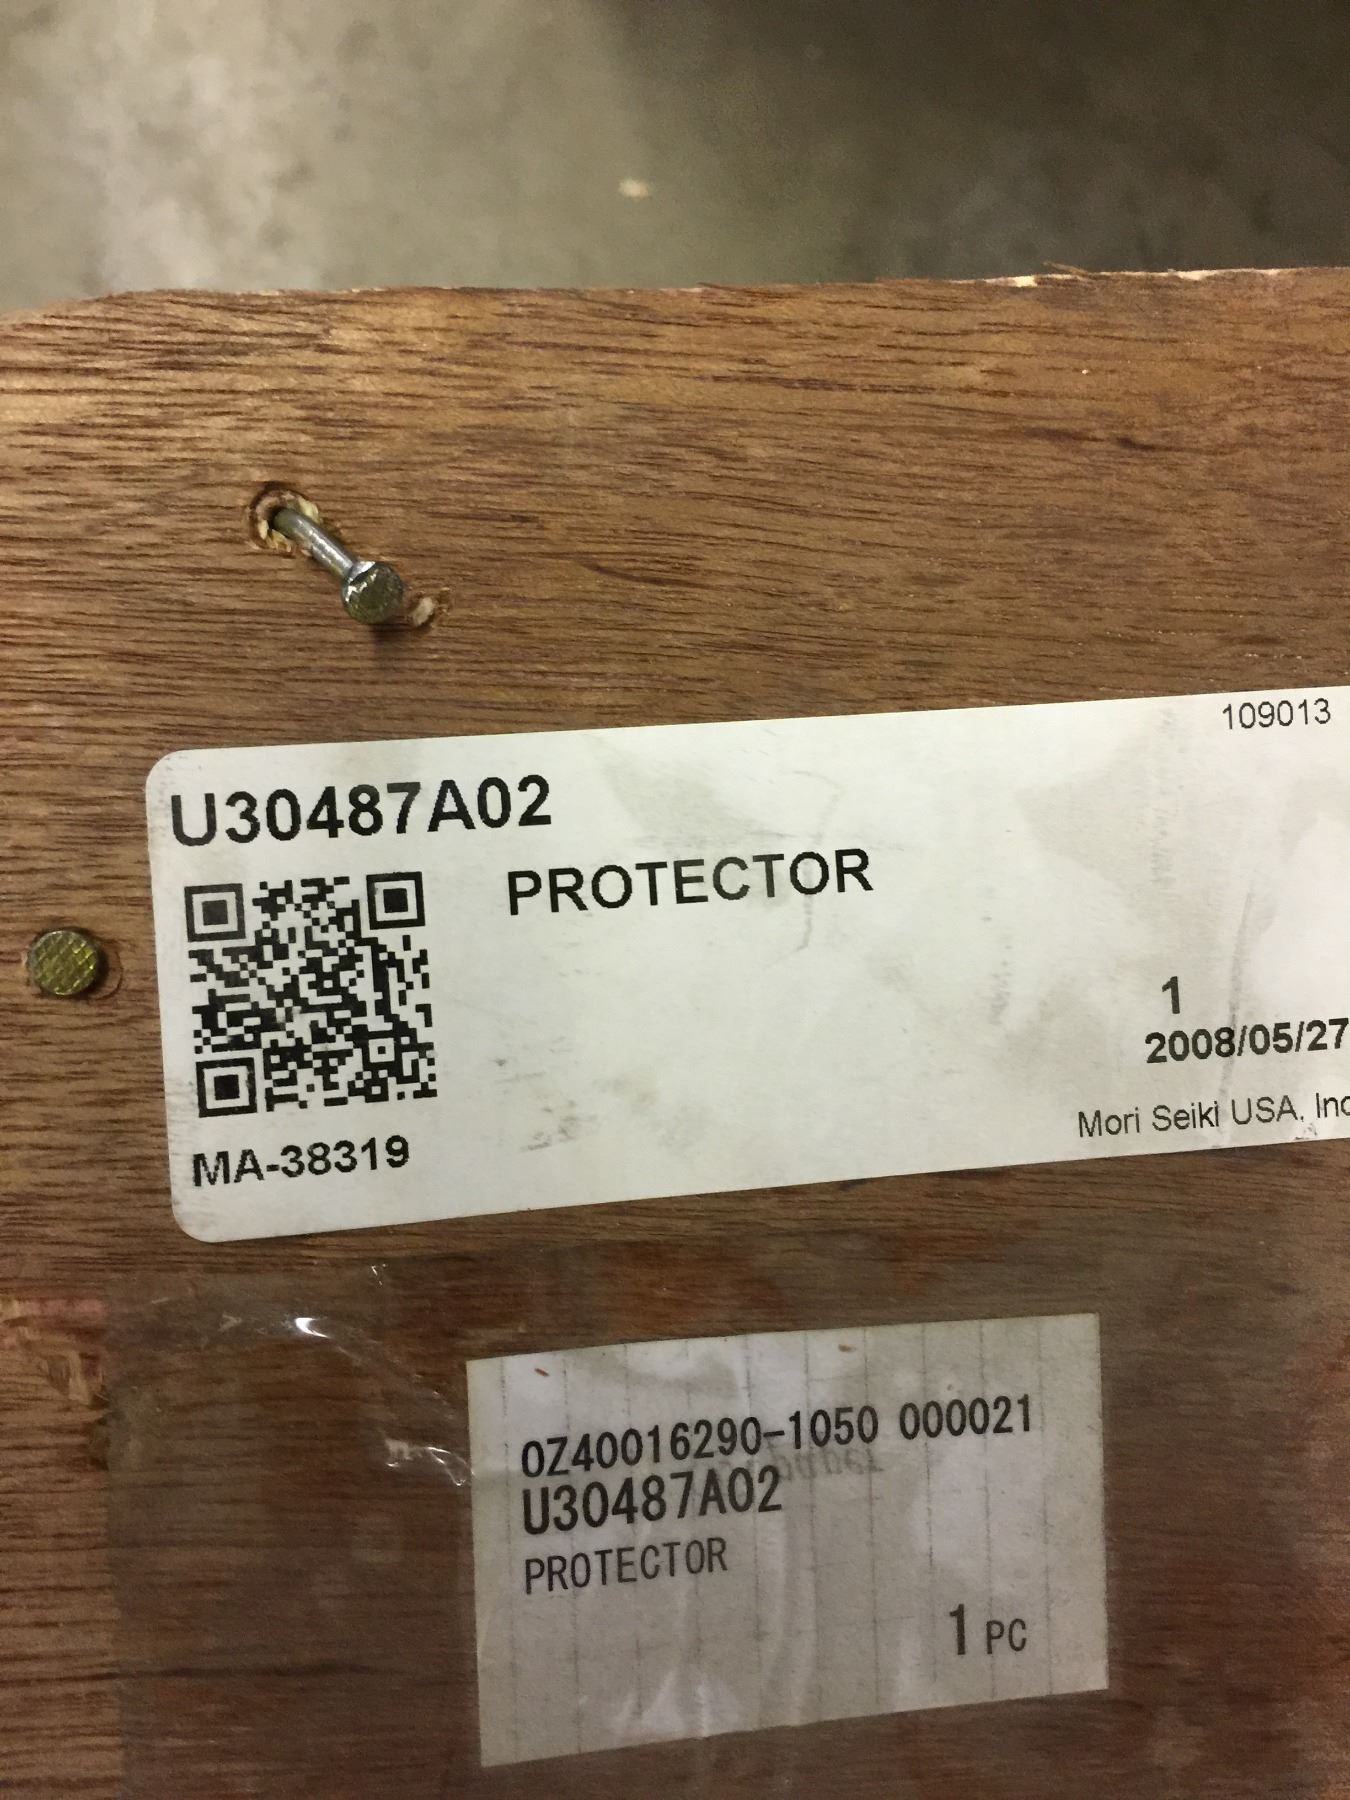 109013
U30487A02
PROTECTOR
1
2008/05/27
Mori Seiki USA, Inc
MA-38319
0Z40016290-1050 000021
U30487A02
PROTECTOR
1 PC